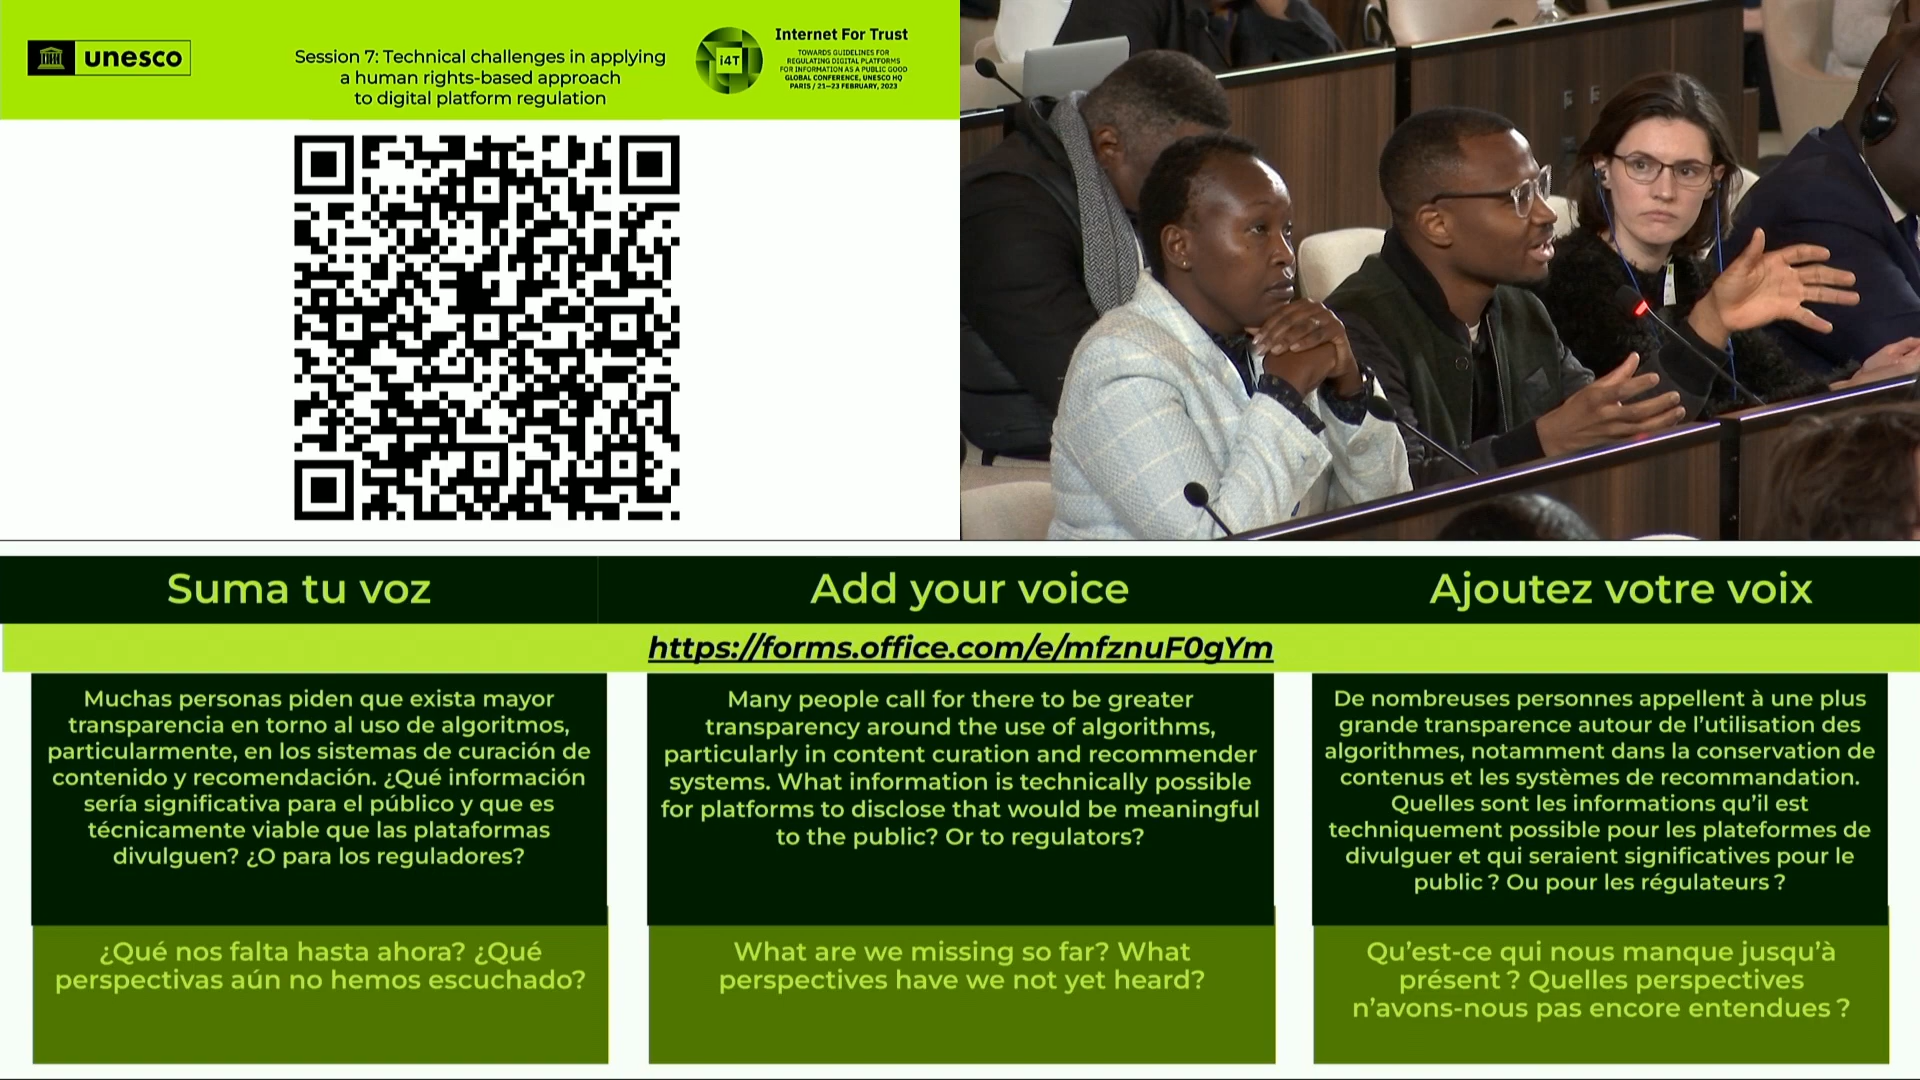 unesco
Session 7: Technical challenges in applying
a human rights-based approach
to digital platform regulation
i4T
Internet For Trust
TOWARDS GUIDELINES FOR
REGULATING DIGITAL PLATFORMS
FOR INFORMATION AS A PUBLIC GOOD
GLOBAL CONFERENCE, UNESCO HQ
PARIS / 21–23 FEBRUARY, 2023
Suma tu voz
Add your voice
Ajoutez votre voix
https://forms.office.com/e/mfznuF0gYm
Muchas personas piden que exista mayor
transparencia en torno al uso de algoritmos,
particularmente, en los sistemas de curación de
contenido y recomendación. ¿Qué información
sería significativa para el público y que es
técnicamente viable que las plataformas
divulguen? ¿O para los reguladores?
¿Qué nos falta hasta ahora? ¿Qué
perspectivas aún no hemos escuchado?
Many people call for there to be greater
transparency around the use of algorithms,
particularly in content curation and recommender
systems. What information is technically possible
for platforms to disclose that would be meaningful
to the public? Or to regulators?
What are we missing so far? What
perspectives have we not yet heard?
De nombreuses personnes appellent à une plus
grande transparence autour de l’utilisation des
algorithmes, notamment dans la conservation de
contenus et les systèmes de recommandation.
Quelles sont les informations qu’il est
techniquement possible pour les plateformes de
divulguer et qui seraient significatives pour le
public ? Ou pour les régulateurs ?
Qu’est-ce qui nous manque jusqu’à
présent ? Quelles perspectives
n’avons-nous pas encore entendues ?